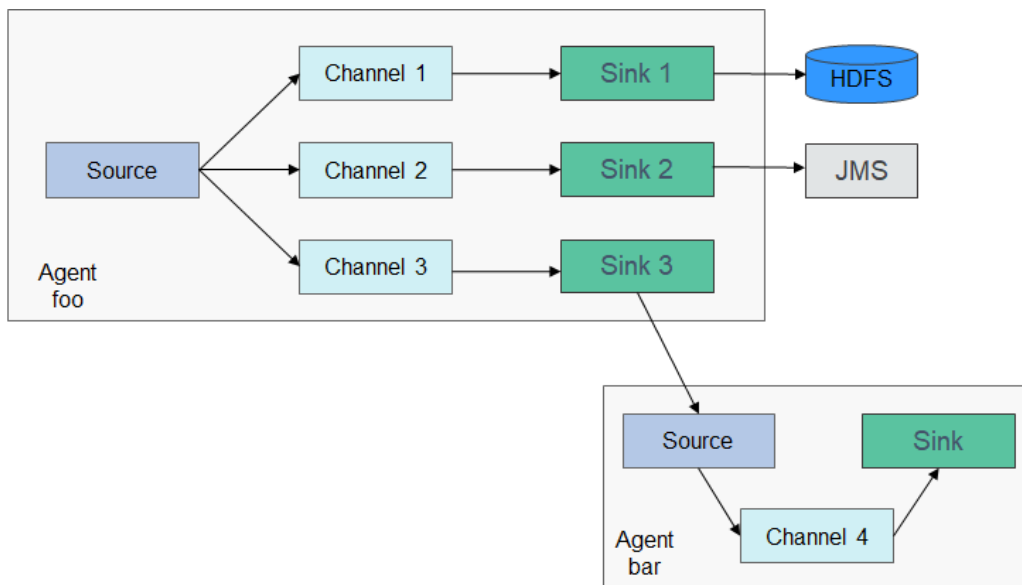 Channel 1
Sink 1
HDFS
Source
Channel 2
Sink 2
JMS
Channel 3
Sink 3
Agent
foo
Source
Sink
Channel 4
Agent
bar